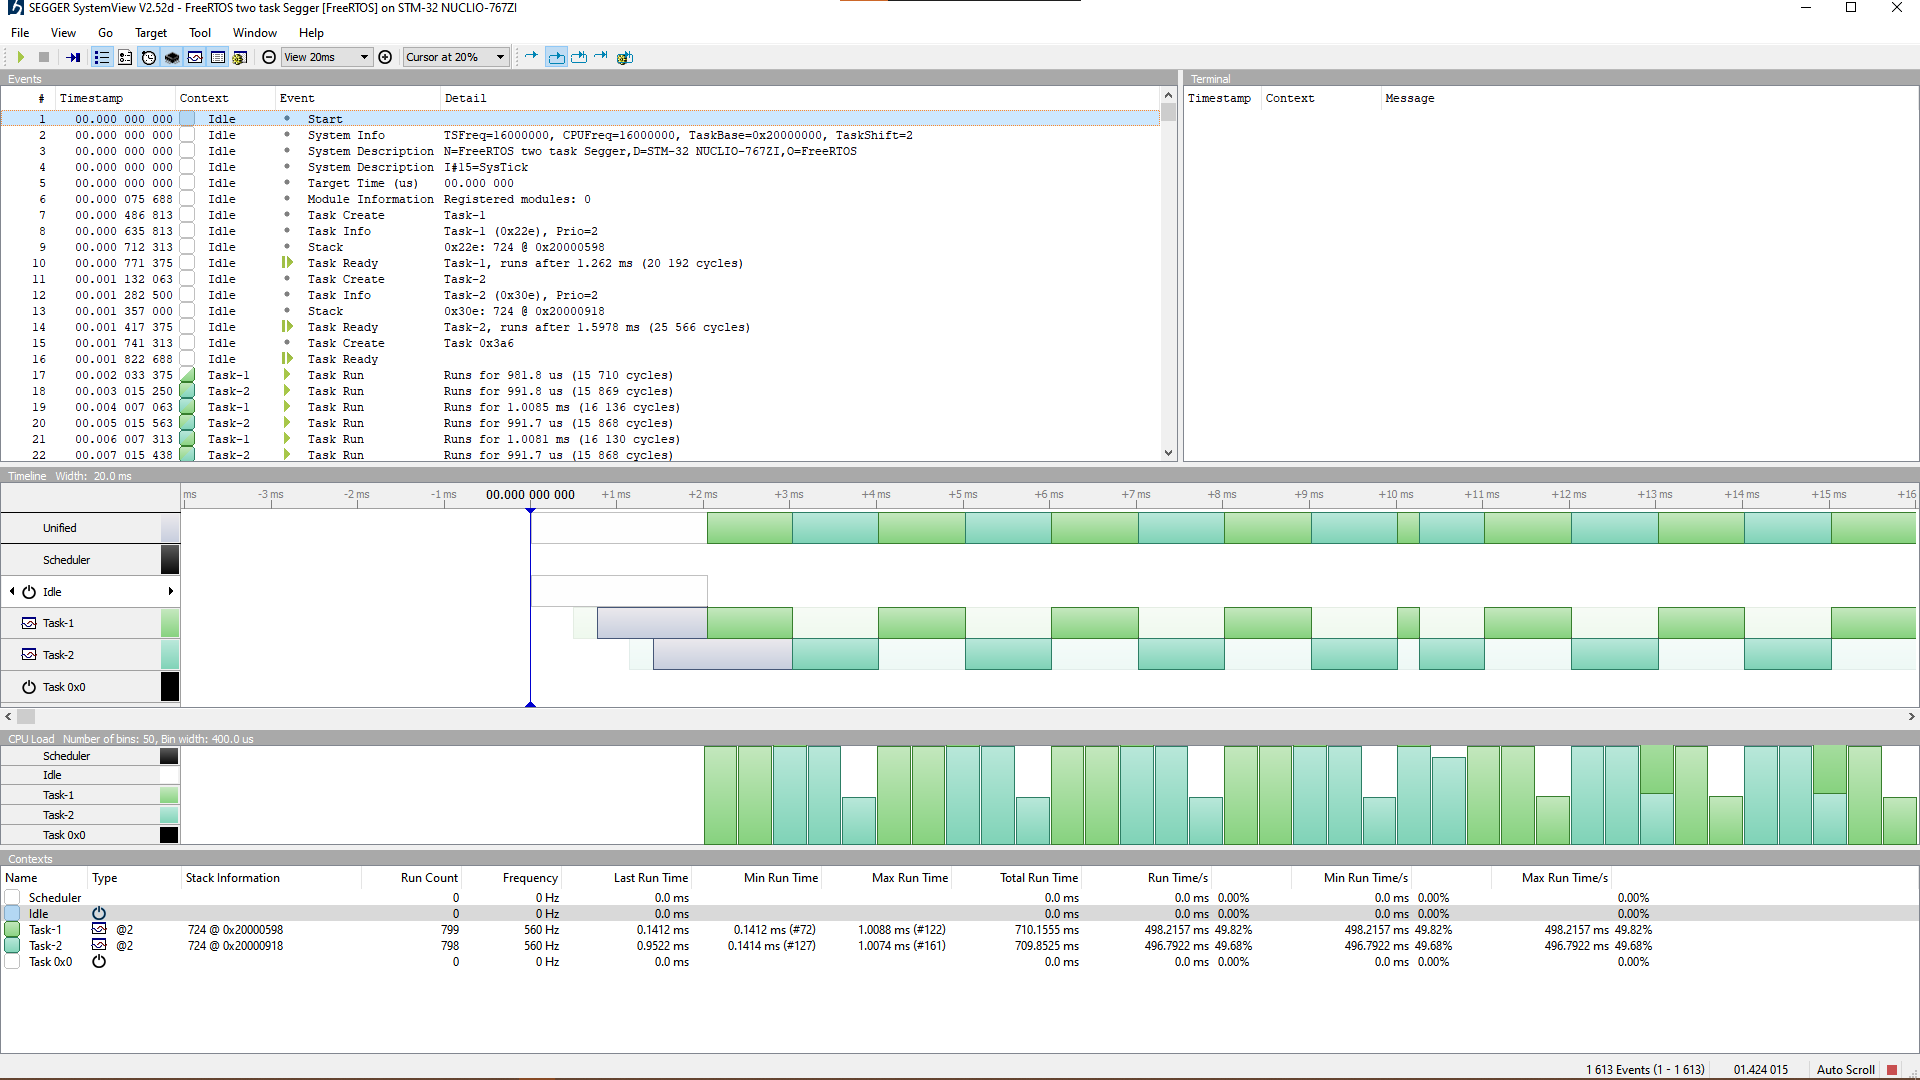 SEGGER SystemView V2.52d - FreeRTOS two task Segger [FreeRTOS] on STM-32 NUCLIO-767ZI
File View Go Target Tool Window Help
View 20ms Cursor at 20%
Events
# Timestamp Context Event Detail
1 00.000 000 000 Idle Start
2 00.000 000 000 Idle System Info TSFreq=16000000, CPUFreq=16000000, TaskBase=0x20000000, TaskShift=2
3 00.000 000 000 Idle System Description N=FreeRTOS two task Segger,D=STM-32 NUCLIO-767ZI,O=FreeRTOS
4 00.000 000 000 Idle System Description I#15=SysTick
5 00.000 000 000 Idle Target Time (us) 00.000 000
6 00.000 075 688 Idle Module Information Registered modules: 0
7 00.000 486 813 Idle Task Create Task-1
8 00.000 635 813 Idle Task Info Task-1 (0x22e), Prio=2
9 00.000 712 313 Idle Stack 0x22e: 724 @ 0x20000598
10 00.000 771 375 Idle Task Ready Task-1, runs after 1.262 ms (20 192 cycles)
11 00.001 132 063 Idle Task Create Task-2
12 00.001 282 500 Idle Task Info Task-2 (0x30e), Prio=2
13 00.001 357 000 Idle Stack 0x30e: 724 @ 0x20000918
14 00.001 417 375 Idle Task Ready Task-2, runs after 1.5978 ms (25 566 cycles)
15 00.001 741 313 Idle Task Create Task 0x3a6
16 00.001 822 688 Idle Task Ready
17 00.002 033 375 Task-1 Task Run Runs for 981.8 us (15 710 cycles)
18 00.003 015 250 Task-2 Task Run Runs for 991.8 us (15 869 cycles)
19 00.004 007 063 Task-1 Task Run Runs for 1.0085 ms (16 136 cycles)
20 00.005 015 563 Task-2 Task Run Runs for 991.7 us (15 868 cycles)
21 00.006 007 313 Task-1 Task Run Runs for 1.0081 ms (16 130 cycles)
22 00.007 015 438 Task-2 Task Run Runs for 991.7 us (15 868 cycles)
Terminal
Timestamp Context Message
Timeline Width: 20.0 ms
ms -3 ms -2 ms -1 ms 00.000 000 000 +1 ms +2 ms +3 ms +4 ms +5 ms +6 ms +7 ms +8 ms +9 ms +10 ms +11 ms +12 ms +13 ms +14 ms +15 ms +16
Unified
Scheduler
Idle
Task-1
Task-2
Task 0x0
CPU Load Number of bins: 50, Bin width: 400.0 us
Scheduler
Idle
Task-1
Task-2
Task 0x0
Contexts
Name Type Stack Information Run Count Frequency Last Run Time Min Run Time Max Run Time Total Run Time Run Time/s Min Run Time/s Max Run Time/s
Scheduler 0 0 Hz 0.0 ms 0.0 ms 0.0 ms 0.00% 0.0 ms 0.00% 0.00%
Idle 0 0 Hz 0.0 ms 0.0 ms 0.0 ms 0.00% 0.0 ms 0.00% 0.00%
Task-1 @2 724 @ 0x20000598 799 560 Hz 0.1412 ms 0.1412 ms (#72) 1.0088 ms (#122) 710.1555 ms 498.2157 ms 49.82% 498.2157 ms 49.82% 498.2157 ms 49.82%
Task-2 @2 724 @ 0x20000918 798 560 Hz 0.9522 ms 0.1414 ms (#127) 1.0074 ms (#161) 709.8525 ms 496.7922 ms 49.68% 496.7922 ms 49.68% 496.7922 ms 49.68%
Task 0x0 0 0 Hz 0.0 ms 0.0 ms 0.0 ms 0.00% 0.0 ms 0.00% 0.00%
1 613 Events (1 - 1 613) 01.424 015 Auto Scroll